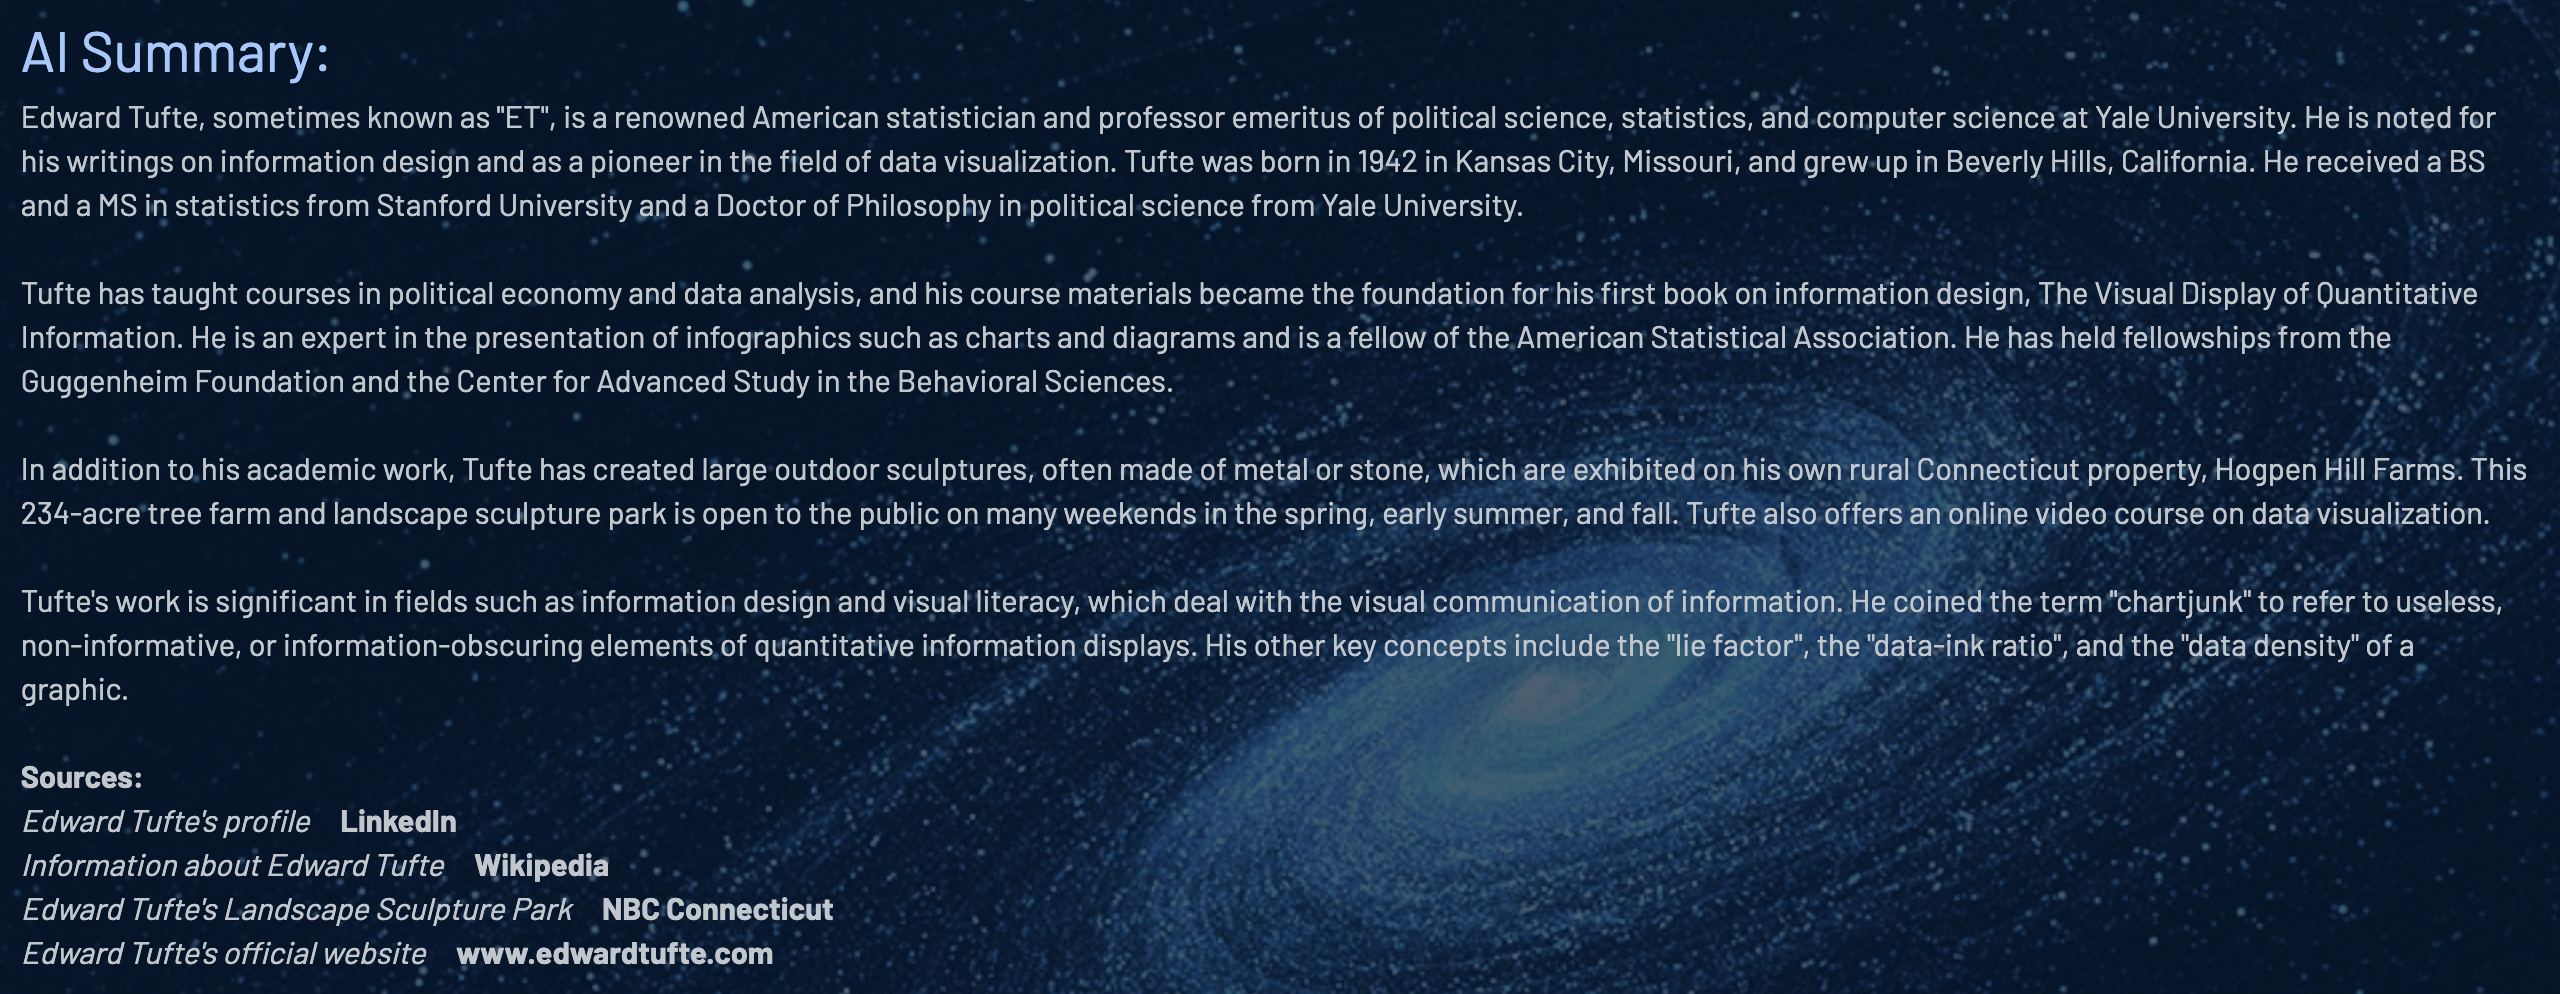 AI Summary:
Edward Tufte, sometimes known as "ET", is a renowned American statistician and professor emeritus of political science, statistics, and computer science at Yale University. He is noted for
his writings on information design and as a pioneer in the field of data visualization. Tufte was born in 1942 in Kansas City, Missouri, and grew up in Beverly Hills, California. He received a BS
and a MS in statistics from Stanford University and a Doctor of Philosophy in political science from Yale University.
Tufte has taught courses in political economy and data analysis, and his course materials became the foundation for his first book on information design, The Visual Display of Quantitative
Information. He is an expert in the presentation of infographics such as charts and diagrams and is a fellow of the American Statistical Association. He has held fellowships from the
Guggenheim Foundation and the Center for Advanced Study in the Behavioral Sciences.
In addition to his academic work, Tufte has created large outdoor sculptures, often made of metal or stone, which are exhibited on his own rural Connecticut property, Hogpen Hill Farms. This
234-acre tree farm and landscape sculpture park is open to the public on many weekends in the spring, early summer, and fall. Tufte also offers an online video course on data visualization.
Tufte's work is significant in fields such as information design and visual literacy, which deal with the visual communication of information. He coined the term "chartjunk" to refer to useless,
non-informative, or information-obscuring elements of quantitative information displays. His other key concepts include the "lie factor", the "data-ink ratio", and the "data density" of a
graphic.
Sources:
Edward Tufte's profile LinkedIn
Information about Edward Tufte Wikipedia
Edward Tufte's Landscape Sculpture Park NBC Connecticut
Edward Tufte's official website www.edwardtufte.com